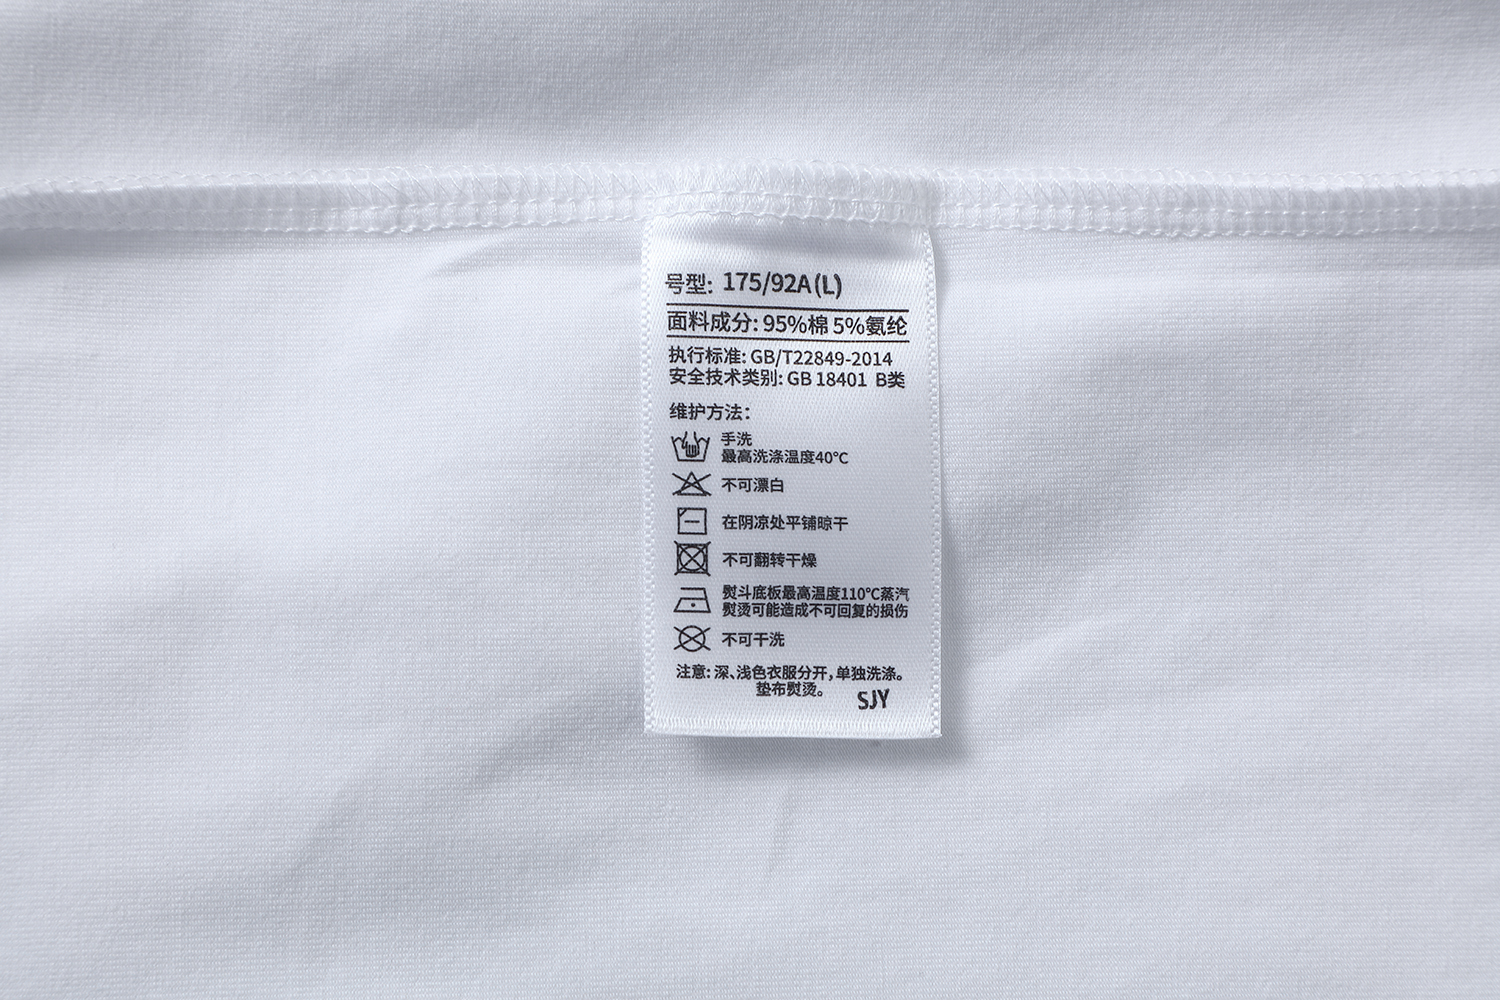 号型: 175/92A(L)
面料成分: 95%棉 5%氨纶
执行标准: GB/T22849-2014
安全技术类别: GB 18401 B类
维护方法:
手洗
最高洗涤温度40℃
不可漂白
在阴凉处平铺晾干
不可翻转干燥
熨斗底板最高温度110℃蒸汽
熨烫可能造成不可回复的损伤
不可干洗
注意: 深、浅色衣服分开,单独洗涤。
垫布熨烫。
SJY